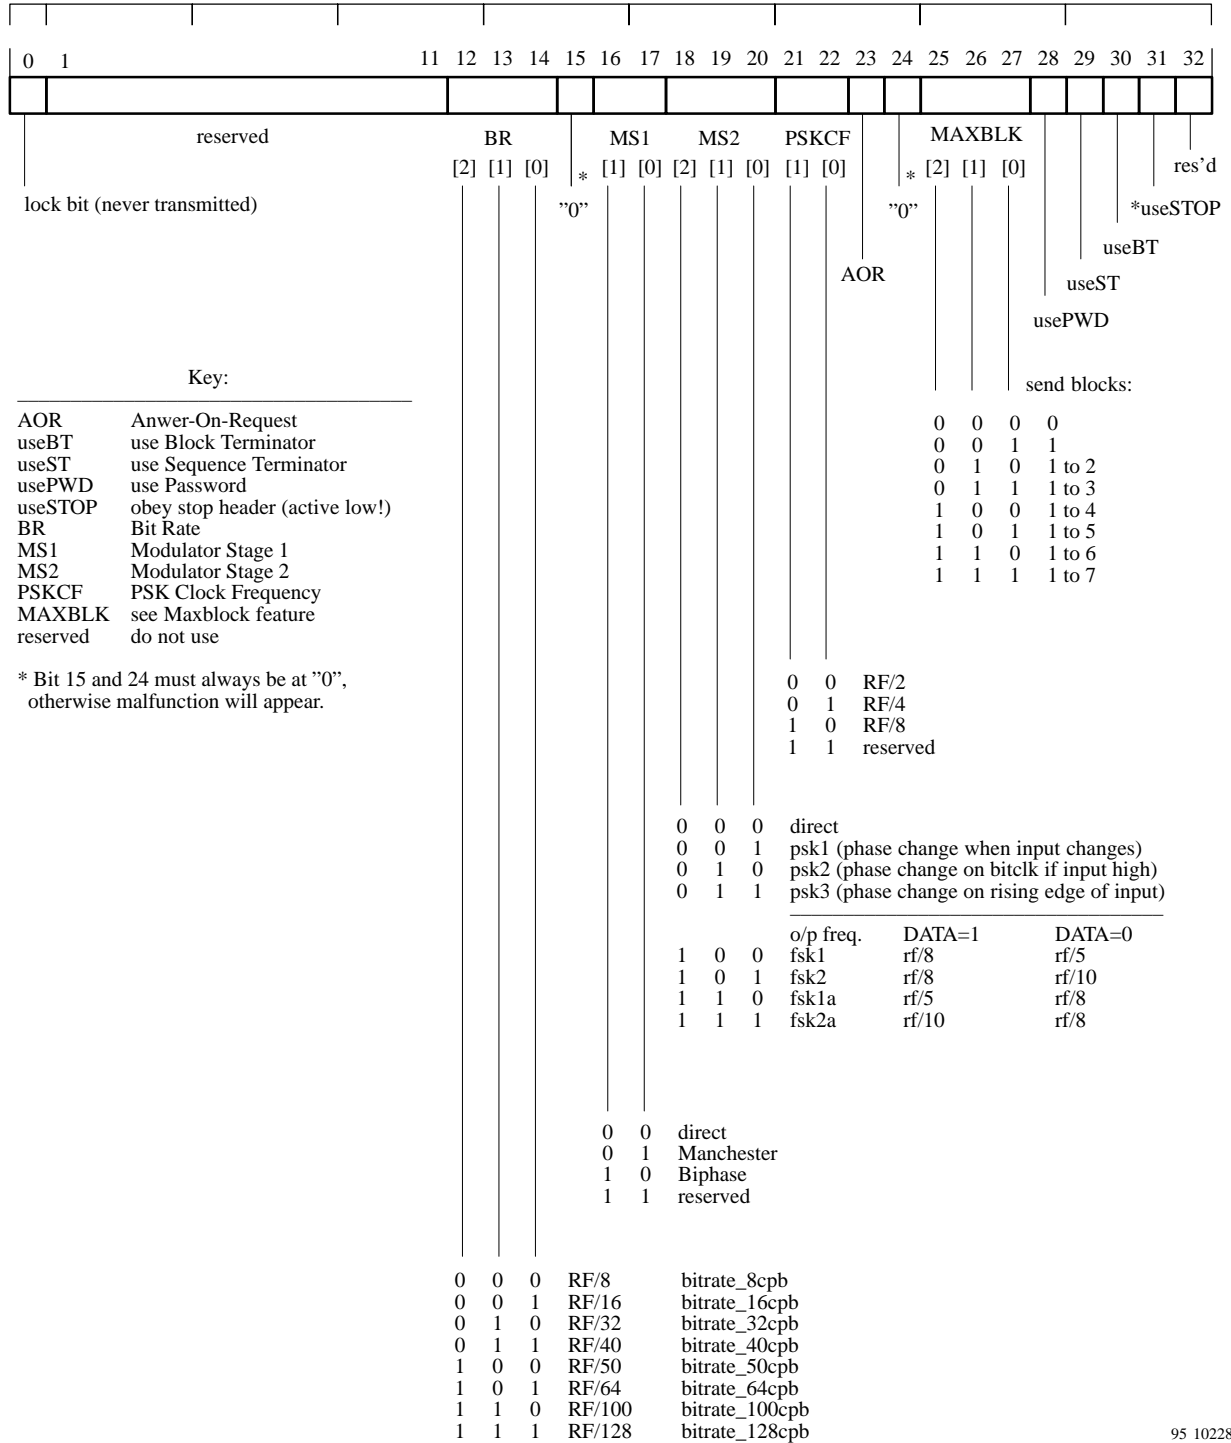 0 1 11 12 13 14 15 16 17 18 19 20 21 22 23 24 25 26 27 28 29 30 31 32
reserved BR MS1 MS2 PSKCF MAXBLK
[2] [1] [0] * [1] [0] [2] [1] [0] [1] [0] * [2] [1] [0] res’d
lock bit (never transmitted) ”0” ”0” *useSTOP
useBT
AOR useST
usePWD
Key:
send blocks:
AOR Anwer-On-Request
useBT use Block Terminator
useST use Sequence Terminator
usePWD use Password
useSTOP obey stop header (active low!)
BR Bit Rate
MS1 Modulator Stage 1
MS2 Modulator Stage 2
PSKCF PSK Clock Frequency
MAXBLK see Maxblock feature
reserved do not use
* Bit 15 and 24 must always be at ”0”,
otherwise malfunction will appear.
0 0 0 0
0 0 1 1
0 1 0 1 to 2
0 1 1 1 to 3
1 0 0 1 to 4
1 0 1 1 to 5
1 1 0 1 to 6
1 1 1 1 to 7
0 0 RF/2
0 1 RF/4
1 0 RF/8
1 1 reserved
0 0 0 direct
0 0 1 psk1 (phase change when input changes)
0 1 0 psk2 (phase change on bitclk if input high)
0 1 1 psk3 (phase change on rising edge of input)
o/p freq. DATA=1 DATA=0
1 0 0 fsk1 rf/8 rf/5
1 0 1 fsk2 rf/8 rf/10
1 1 0 fsk1a rf/5 rf/8
1 1 1 fsk2a rf/10 rf/8
0 0 direct
0 1 Manchester
1 0 Biphase
1 1 reserved
0 0 0 RF/8 bitrate_8cpb
0 0 1 RF/16 bitrate_16cpb
0 1 0 RF/32 bitrate_32cpb
0 1 1 RF/40 bitrate_40cpb
1 0 0 RF/50 bitrate_50cpb
1 0 1 RF/64 bitrate_64cpb
1 1 0 RF/100 bitrate_100cpb
1 1 1 RF/128 bitrate_128cpb
95 10228